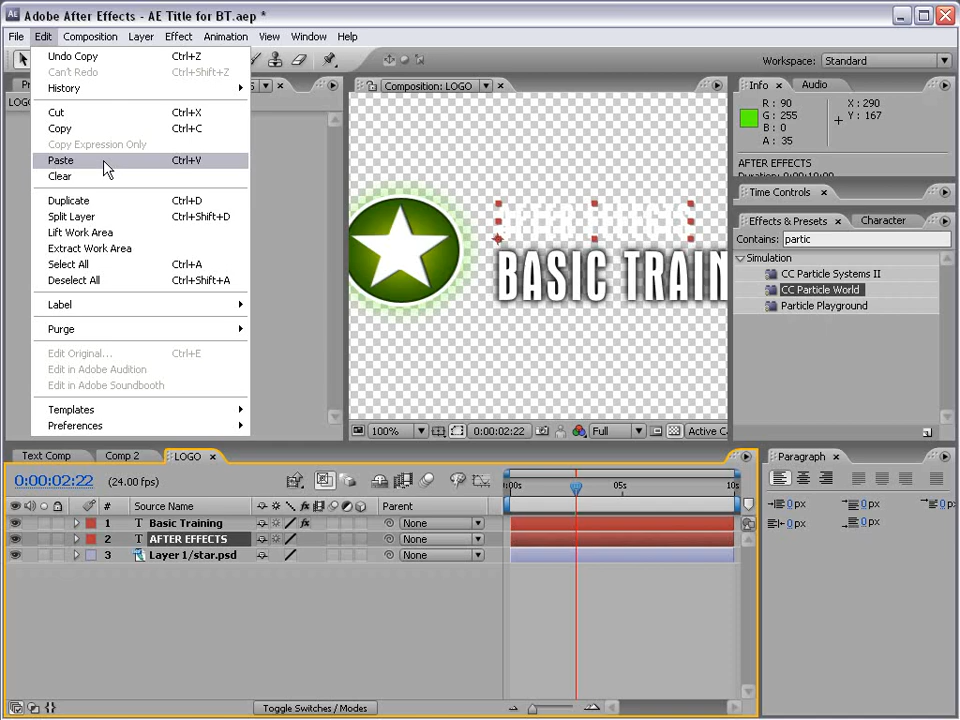 Adobe After Effects - AE Title for BT.aep *
File Edit Composition Layer Effect Animation View Window Help
Workspace: Standard
Undo Copy Ctrl+Z
Can't Redo Ctrl+Shift+Z
History
Cut Ctrl+X
Copy Ctrl+C
Copy Expression Only
Paste Ctrl+V
Clear
Duplicate Ctrl+D
Split Layer Ctrl+Shift+D
Lift Work Area
Extract Work Area
Select All Ctrl+A
Deselect All Ctrl+Shift+A
Label
Purge
Edit Original... Ctrl+E
Edit in Adobe Audition
Edit in Adobe Soundbooth
Templates
Preferences
Composition: LOGO
AFTER EFFECTS
BASIC TRAIN
100% 0:00:02:22 Full Active C
Info Audio
R: 90 X: 290
G: 255 Y: 167
B: 0
A: 35
AFTER EFFECTS
Duration: 0:00:10:00
Time Controls
Effects & Presets Character
Contains: partic
Simulation
CC Particle Systems II
CC Particle World
Particle Playground
Text Comp Comp 2 LOGO
0:00:02:22 (24.00 fps)
# Source Name Parent
1 T Basic Training fx None
2 T AFTER EFFECTS None
3 Layer 1/star.psd None
:00s 05s 10s
Toggle Switches / Modes
Paragraph
0 px 0 px 0 p
0 px 0 px